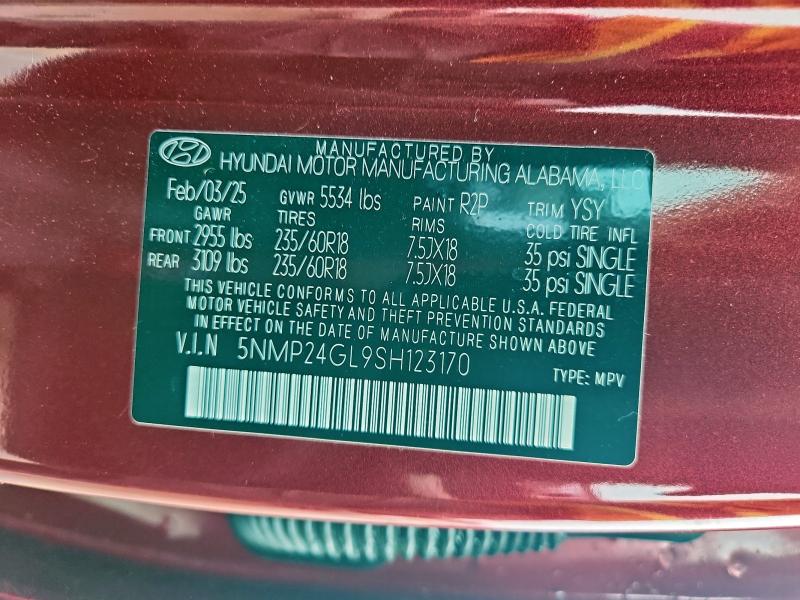 MANUFACTURED BY
HYUNDAI MOTOR MANUFACTURING ALABAMA, LLC
Feb/03/25 GVWR 5534 lbs PAINT R2P TRIM YSY
GAWR TIRES RIMS COLD TIRE INFL
FRONT 2955 lbs 235/60R18 7.5JX18 35 psi SINGLE
REAR 3109 lbs 235/60R18 7.5JX18 35 psi SINGLE
THIS VEHICLE CONFORMS TO ALL APPLICABLE U.S.A. FEDERAL
MOTOR VEHICLE SAFETY AND THEFT PREVENTION STANDARDS
IN EFFECT ON THE DATE OF MANUFACTURE SHOWN ABOVE
V.I.N 5NMP24GL9SH123170
TYPE: MPV